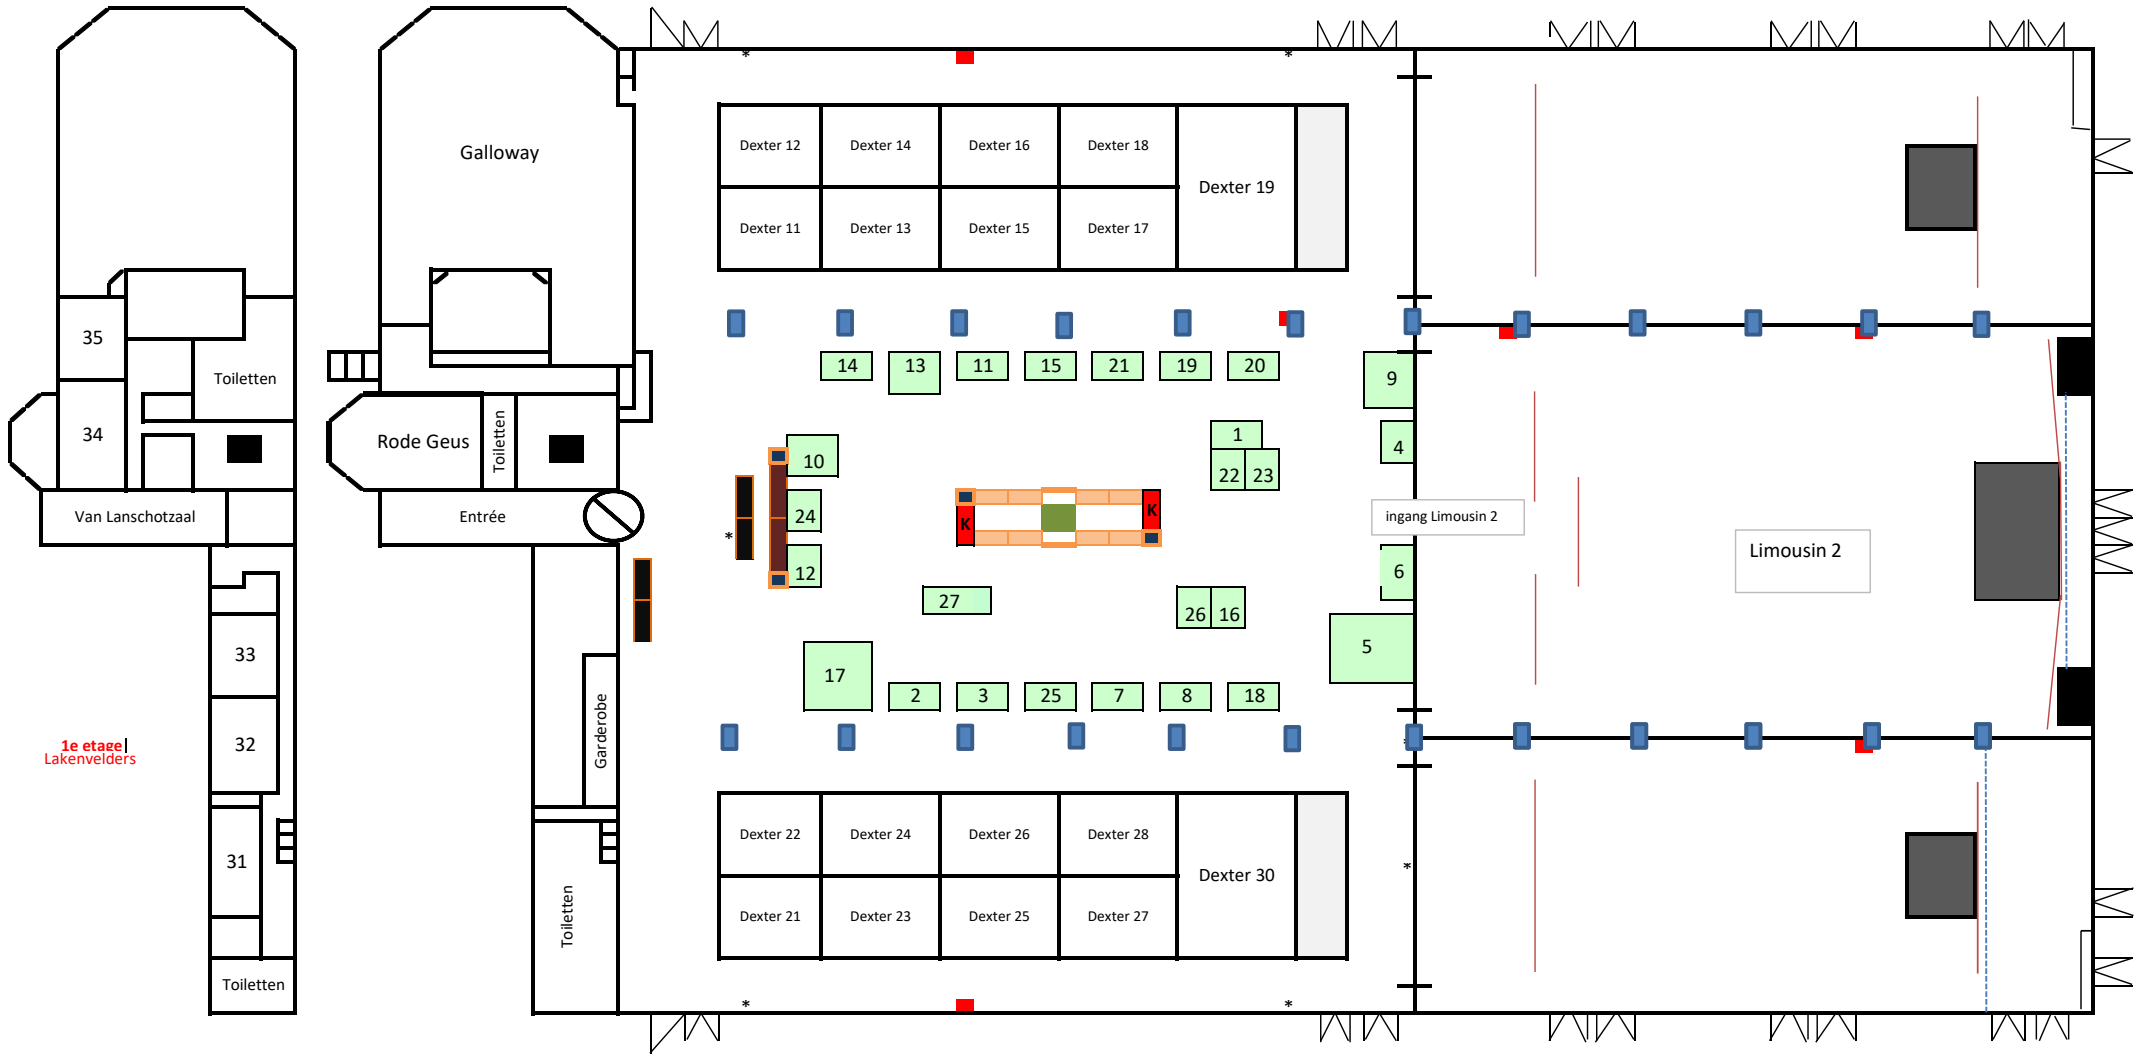 Galloway
Dexter 12
Dexter 14
Dexter 16
Dexter 18
Dexter 19
Dexter 11
Dexter 13
Dexter 15
Dexter 17
35
34
Toiletten
Van Lanschotzaal
33
32
31
Toiletten
1e etage
Lakenvelders
Rode Geus
Toiletten
Entrée
Garderobe
Toiletten
14
13
11
15
21
19
20
9
10
1
4
22
23
24
K
K
ingang Limousin 2
Limousin 2
12
6
27
26
16
17
5
2
3
25
7
8
18
Dexter 22
Dexter 24
Dexter 26
Dexter 28
Dexter 30
Dexter 21
Dexter 23
Dexter 25
Dexter 27